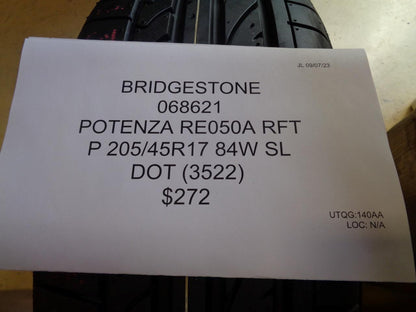 JL 09/07/23
BRIDGESTONE
068621
POTENZA RE050A RFT
P 205/45R17 84W SL
DOT (3522)
$272
UTQG:140AA
LOC: N/A